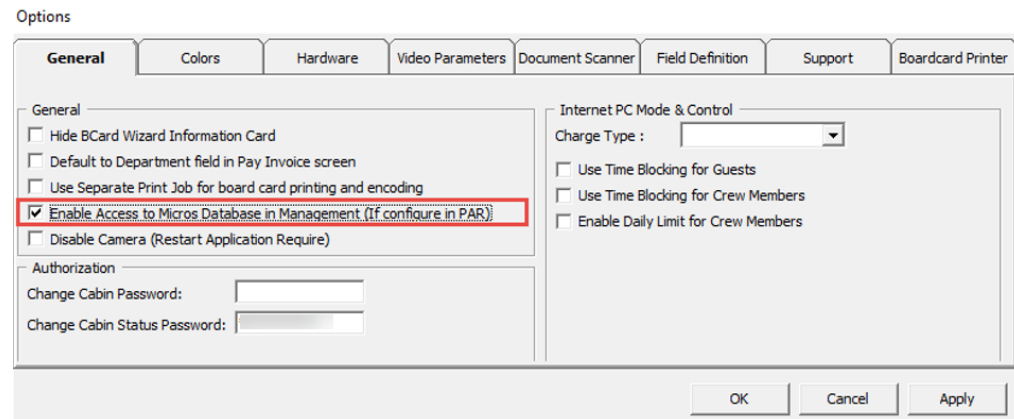 Options
General Colors Hardware Video Parameters Document Scanner Field Definition Support Boardcard Printer
General
Hide BCard Wizard Information Card
Default to Department field in Pay Invoice screen
Use Separate Print Job for board card printing and encoding
Enable Access to Micros Database in Management (If configure in PAR)
Disable Camera (Restart Application Require)
Authorization
Change Cabin Password:
Change Cabin Status Password:
Internet PC Mode & Control
Charge Type :
Use Time Blocking for Guests
Use Time Blocking for Crew Members
Enable Daily Limit for Crew Members
OK Cancel Apply